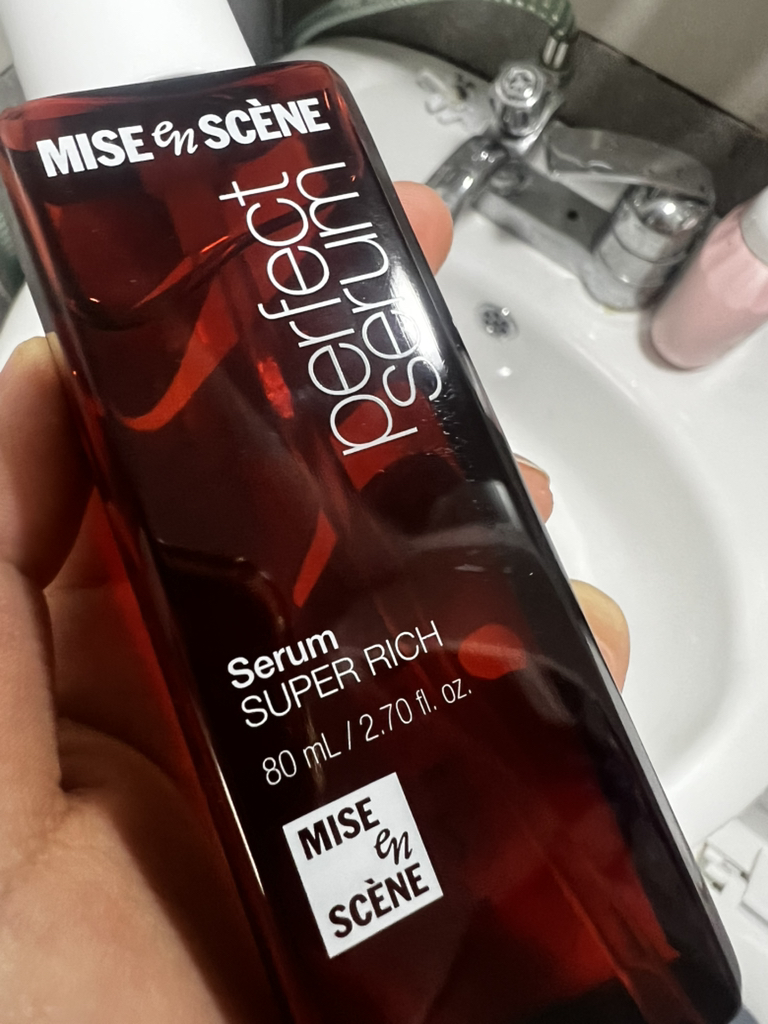 MISE en SCÈNE
perfect
serum
Serum
SUPER RICH
80 mL / 2.70 fl. oz.
MISE
en
SCÈNE